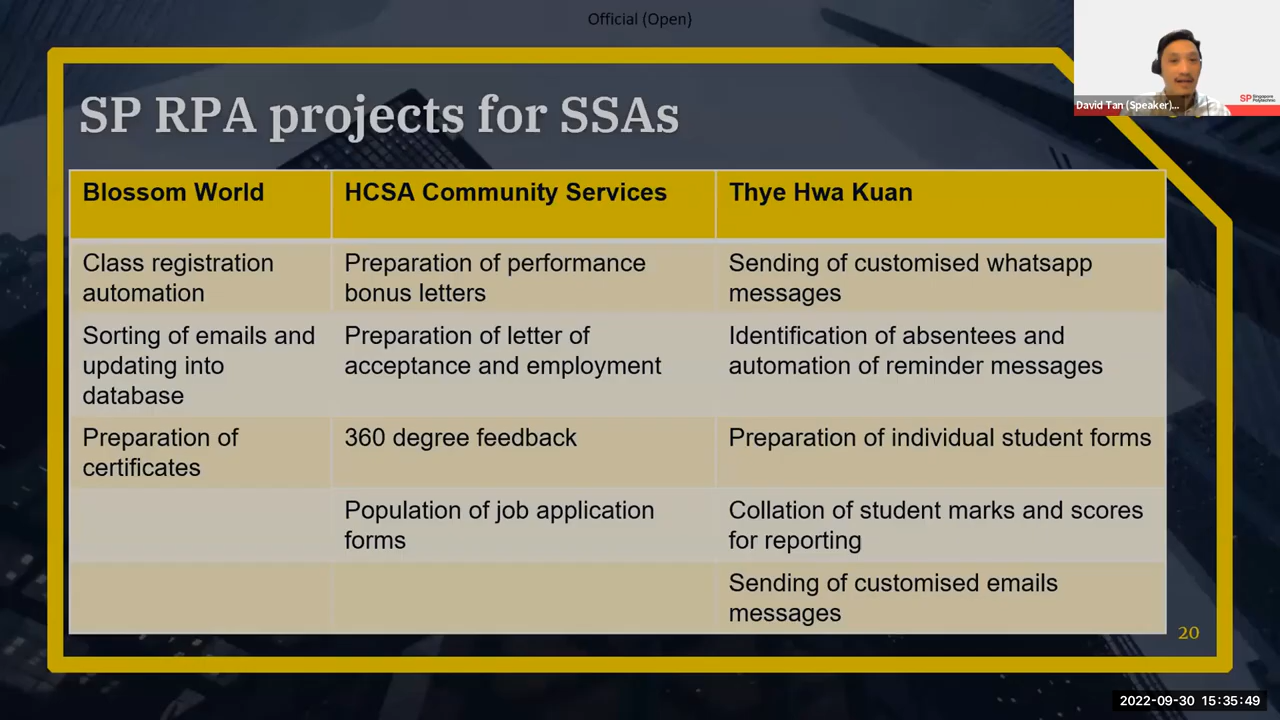 Official (Open)
David Tan (Speaker)...
SP Singapore Polytechnic
SP RPA projects for SSAs
Blossom World
HCSA Community Services
Thye Hwa Kuan
Class registration
automation
Preparation of performance
bonus letters
Sending of customised whatsapp
messages
Sorting of emails and
updating into
database
Preparation of letter of
acceptance and employment
Identification of absentees and
automation of reminder messages
Preparation of
certificates
360 degree feedback
Preparation of individual student forms
Population of job application
forms
Collation of student marks and scores
for reporting
Sending of customised emails
messages
20
2022-09-30 15:35:49